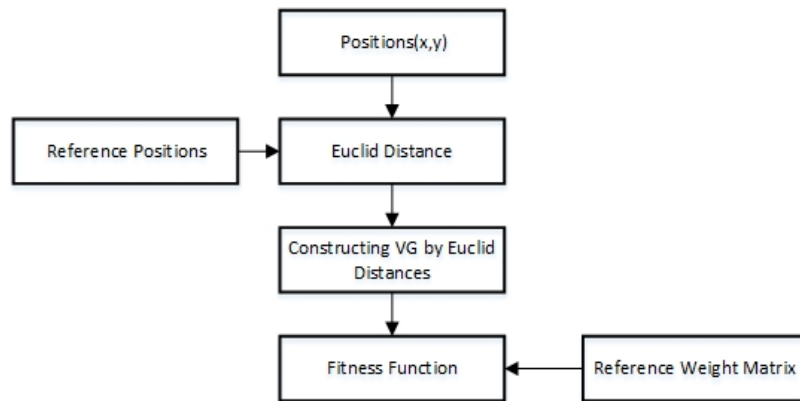 Positions(x,y)
Reference Positions
Euclid Distance
Constructing VG by Euclid
Distances
Fitness Function
Reference Weight Matrix